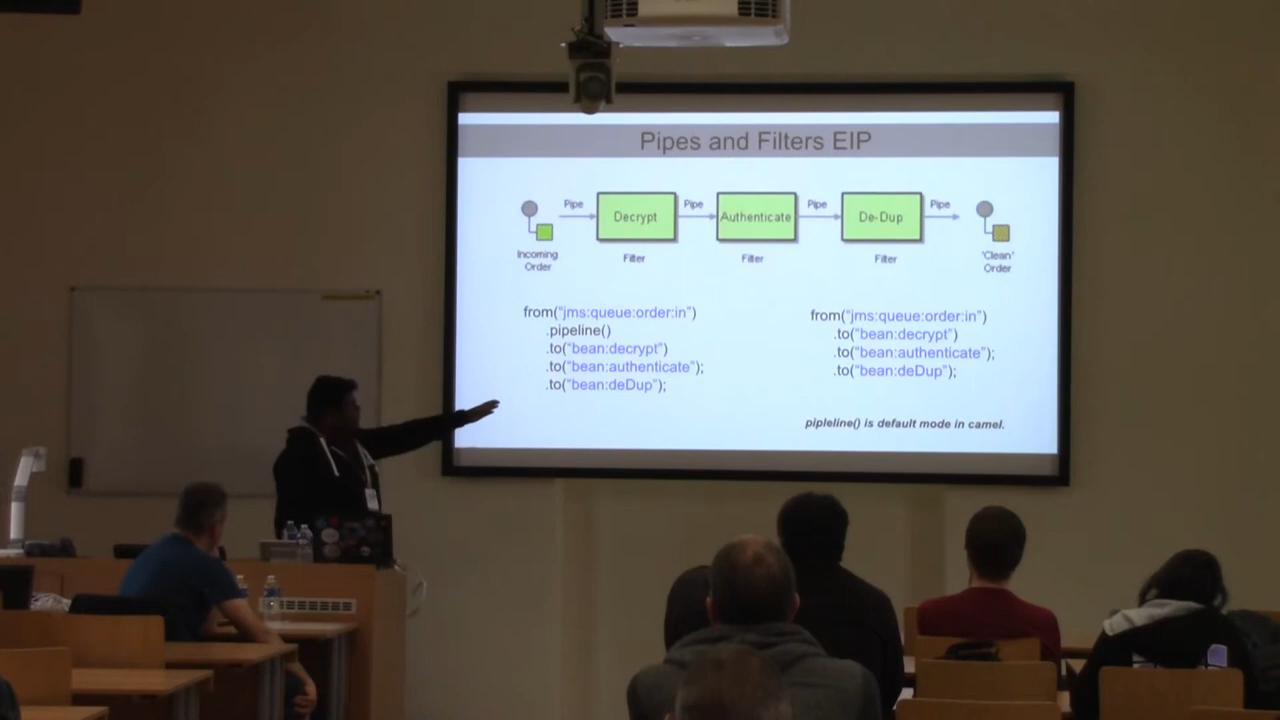 Pipes and Filters EIP
Pipe Pipe Pipe Pipe
Decrypt Authenticate De-Dup
Incoming Order
Filter Filter Filter
'Clean' Order
from("jms:queue:order:in")
.pipeline()
.to("bean:decrypt")
.to("bean:authenticate");
.to("bean:deDup");
from("jms:queue:order:in")
.to("bean:decrypt")
.to("bean:authenticate");
.to("bean:deDup");
pipleline() is default mode in camel.